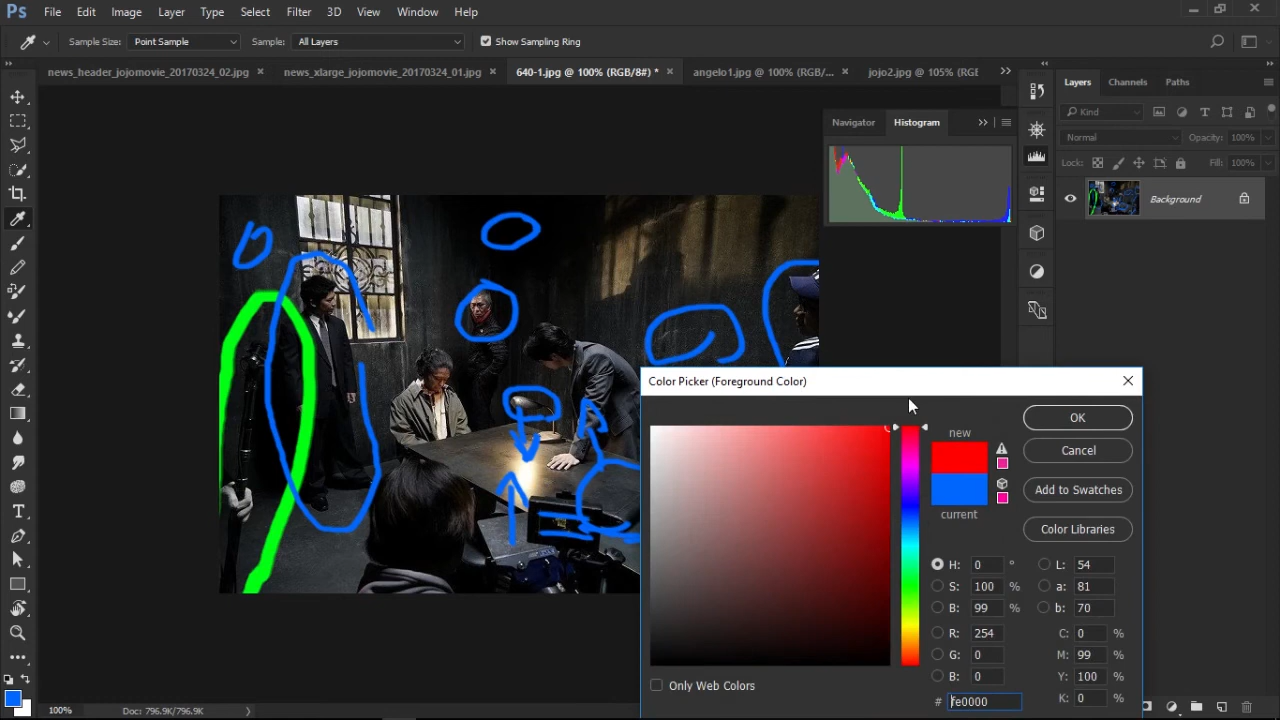 Ps File Edit Image Layer Type Select Filter 3D View Window Help
Sample Size: Point Sample Sample: All Layers Show Sampling Ring
news_header_jojomovie_20170324_02.jpg × news_xlarge_jojomovie_20170324_01.jpg × 640-1.jpg @ 100% (RGB/8#) * × angelo1.jpg @ 100% (RGB/... × jojo2.jpg @ 105% (RGB
Navigator Histogram
Layers Channels Paths
Kind
Normal Opacity: 100%
Lock: Fill: 100%
Background
Color Picker (Foreground Color)
new
current
OK
Cancel
Add to Swatches
Color Libraries
H: 0 ° L: 54
S: 100 % a: 81
B: 99 % b: 70
R: 254 C: 0 %
G: 0 M: 99 %
B: 0 Y: 100 %
# fe0000 K: 0 %
Only Web Colors
100% Doc: 796.9K/796.9K